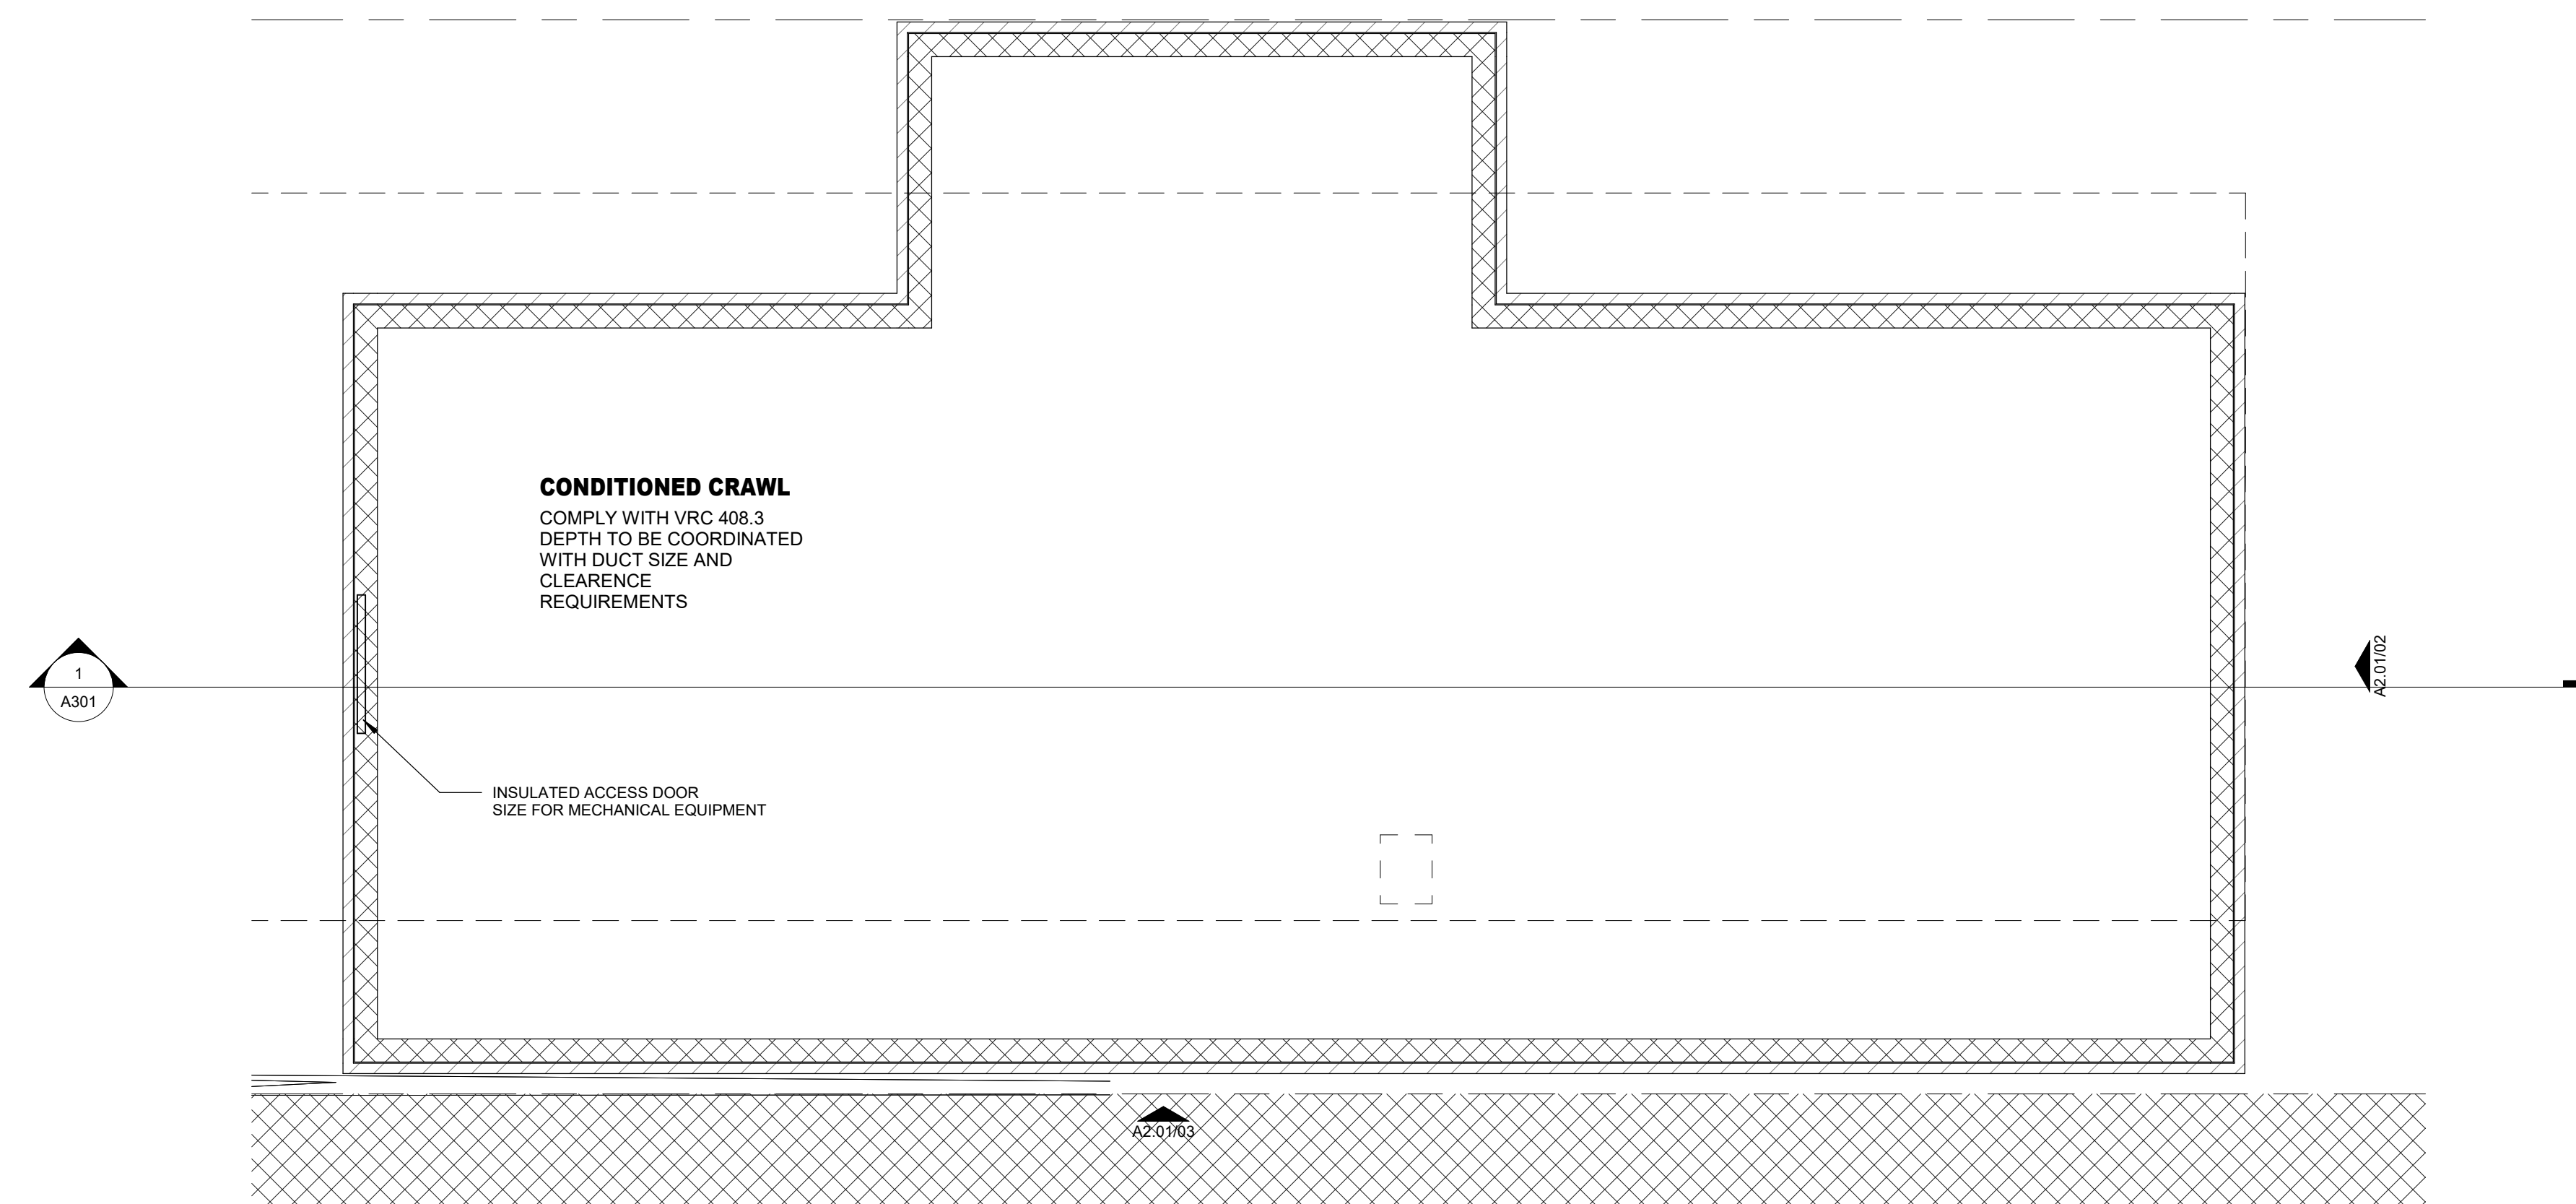 CONDITIONED CRAWL
COMPLY WITH VRC 408.3
DEPTH TO BE COORDINATED
WITH DUCT SIZE AND
CLEARENCE
REQUIREMENTS
1
A301
A2.01/02
INSULATED ACCESS DOOR
SIZE FOR MECHANICAL EQUIPMENT
A2.01/03